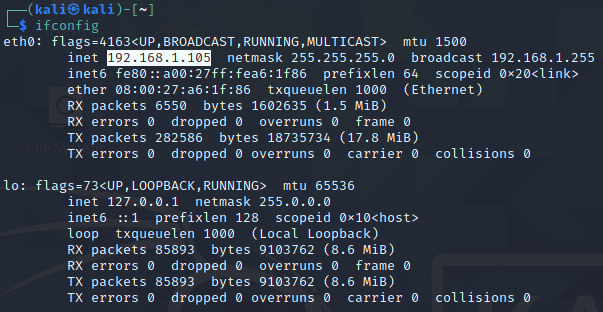 ┌──(kali㉿kali)-[~]
└─$ ifconfig
eth0: flags=4163<UP,BROADCAST,RUNNING,MULTICAST>  mtu 1500
        inet 192.168.1.105  netmask 255.255.255.0  broadcast 192.168.1.255
        inet6 fe80::a00:27ff:fea6:1f86  prefixlen 64  scopeid 0×20<link>
        ether 08:00:27:a6:1f:86  txqueuelen 1000  (Ethernet)
        RX packets 6550  bytes 1602635 (1.5 MiB)
        RX errors 0  dropped 0  overruns 0  frame 0
        TX packets 282586  bytes 18735734 (17.8 MiB)
        TX errors 0  dropped 0 overruns 0  carrier 0  collisions 0

lo: flags=73<UP,LOOPBACK,RUNNING>  mtu 65536
        inet 127.0.0.1  netmask 255.0.0.0
        inet6 ::1  prefixlen 128  scopeid 0×10<host>
        loop  txqueuelen 1000  (Local Loopback)
        RX packets 85893  bytes 9103762 (8.6 MiB)
        RX errors 0  dropped 0  overruns 0  frame 0
        TX packets 85893  bytes 9103762 (8.6 MiB)
        TX errors 0  dropped 0 overruns 0  carrier 0  collisions 0